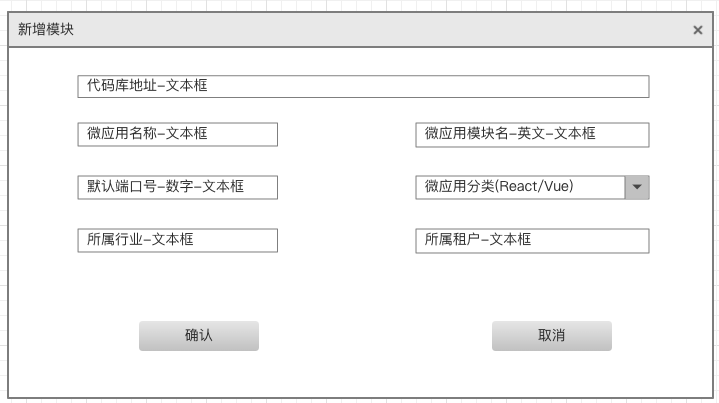 新增模块
代码库地址-文本框
微应用名称-文本框
微应用模块名-英文-文本框
默认端口号-数字-文本框
微应用分类(React/Vue)
所属行业-文本框
所属租户-文本框
确认
取消